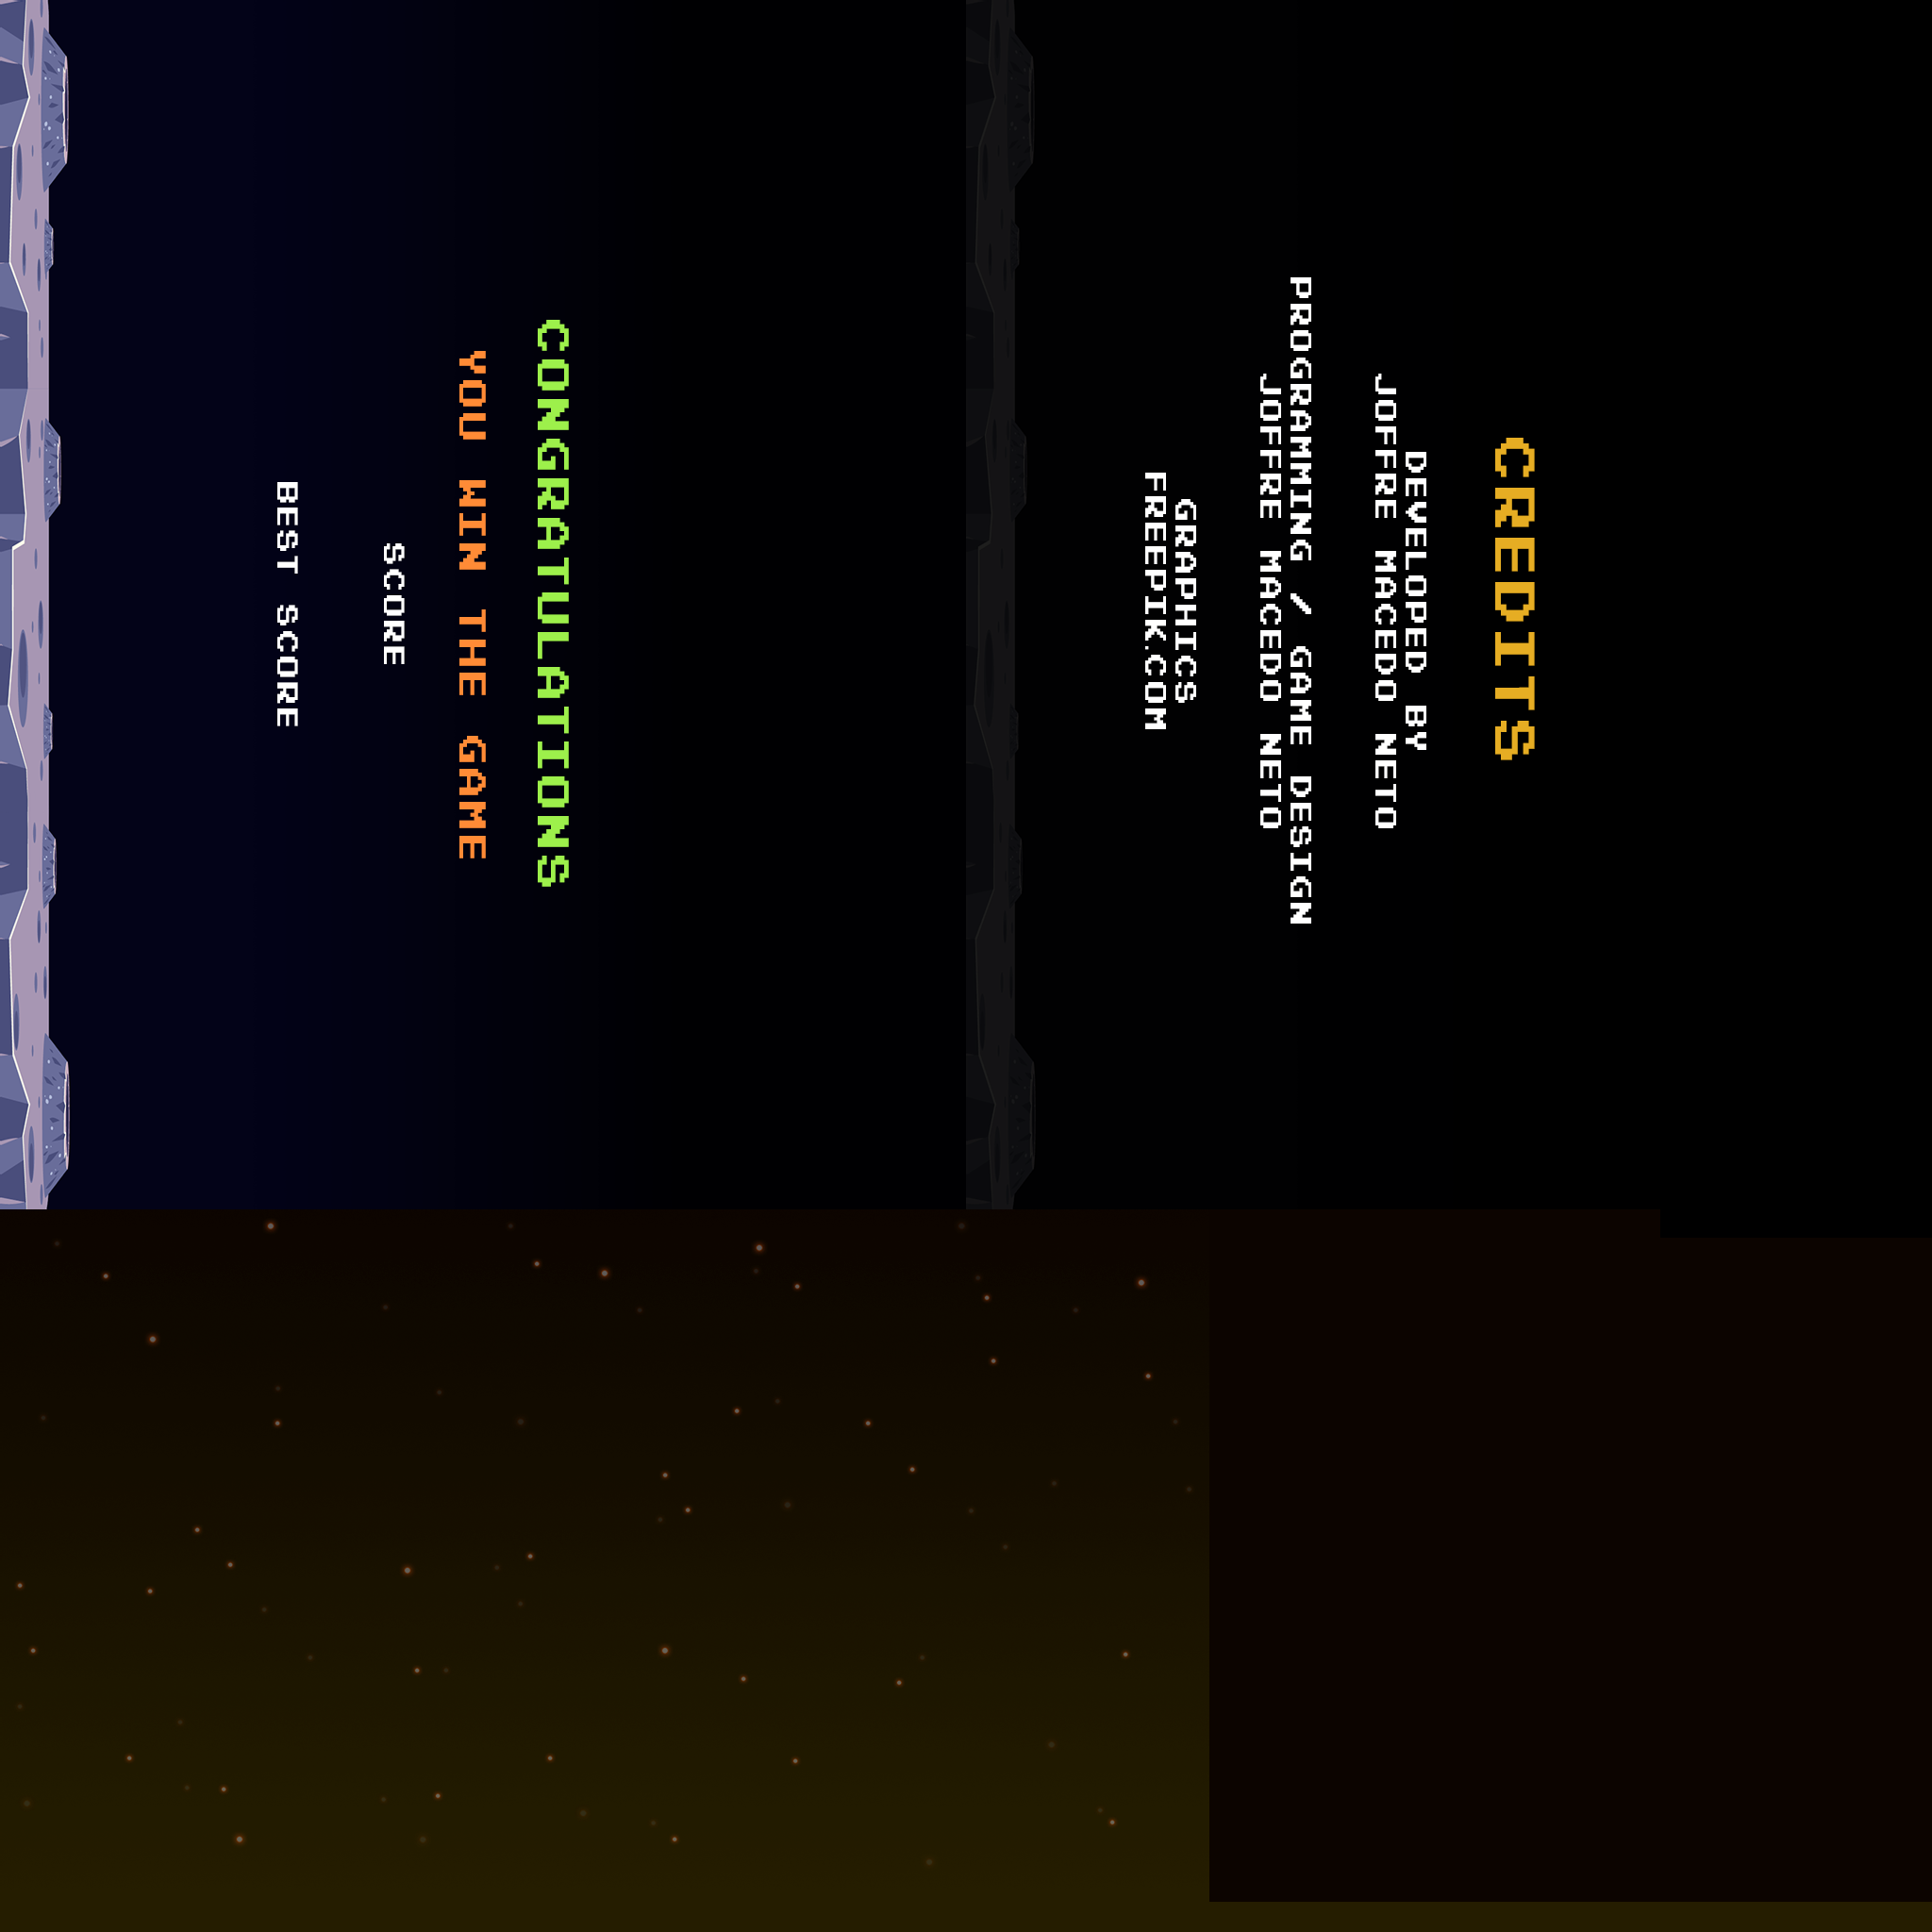 CONGRATULATIONS
YOU WIN THE GAME
SCORE
BEST SCORE
CREDITS
DEVELOPED BY
JOFFRE MACEDO NETO
PROGRAMMING / GAME DESIGN
JOFFRE MACEDO NETO
GRAPHICS
FREEPIK.COM